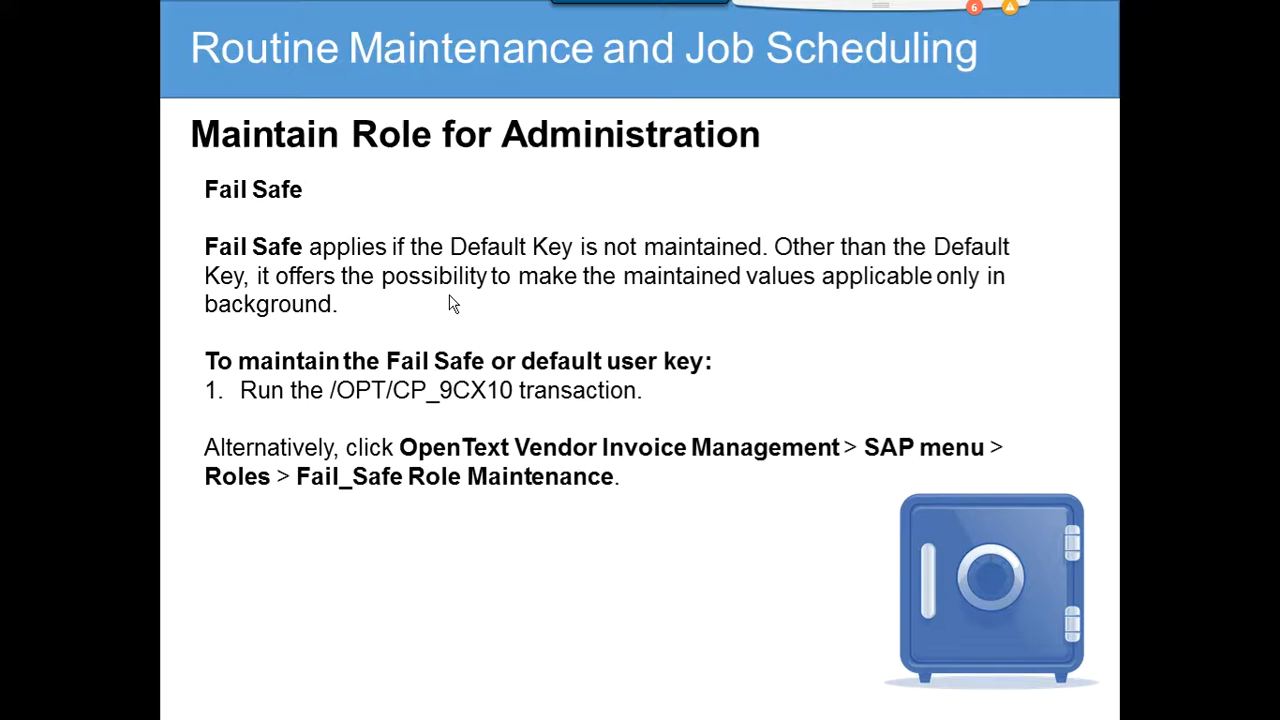 6
Routine Maintenance and Job Scheduling
Maintain Role for Administration
Fail Safe
Fail Safe applies if the Default Key is not maintained. Other than the Default
Key, it offers the possibility to make the maintained values applicable only in
background.
To maintain the Fail Safe or default user key:
1. Run the /OPT/CP_9CX10 transaction.
Alternatively, click OpenText Vendor Invoice Management > SAP menu >
Roles > Fail_Safe Role Maintenance.